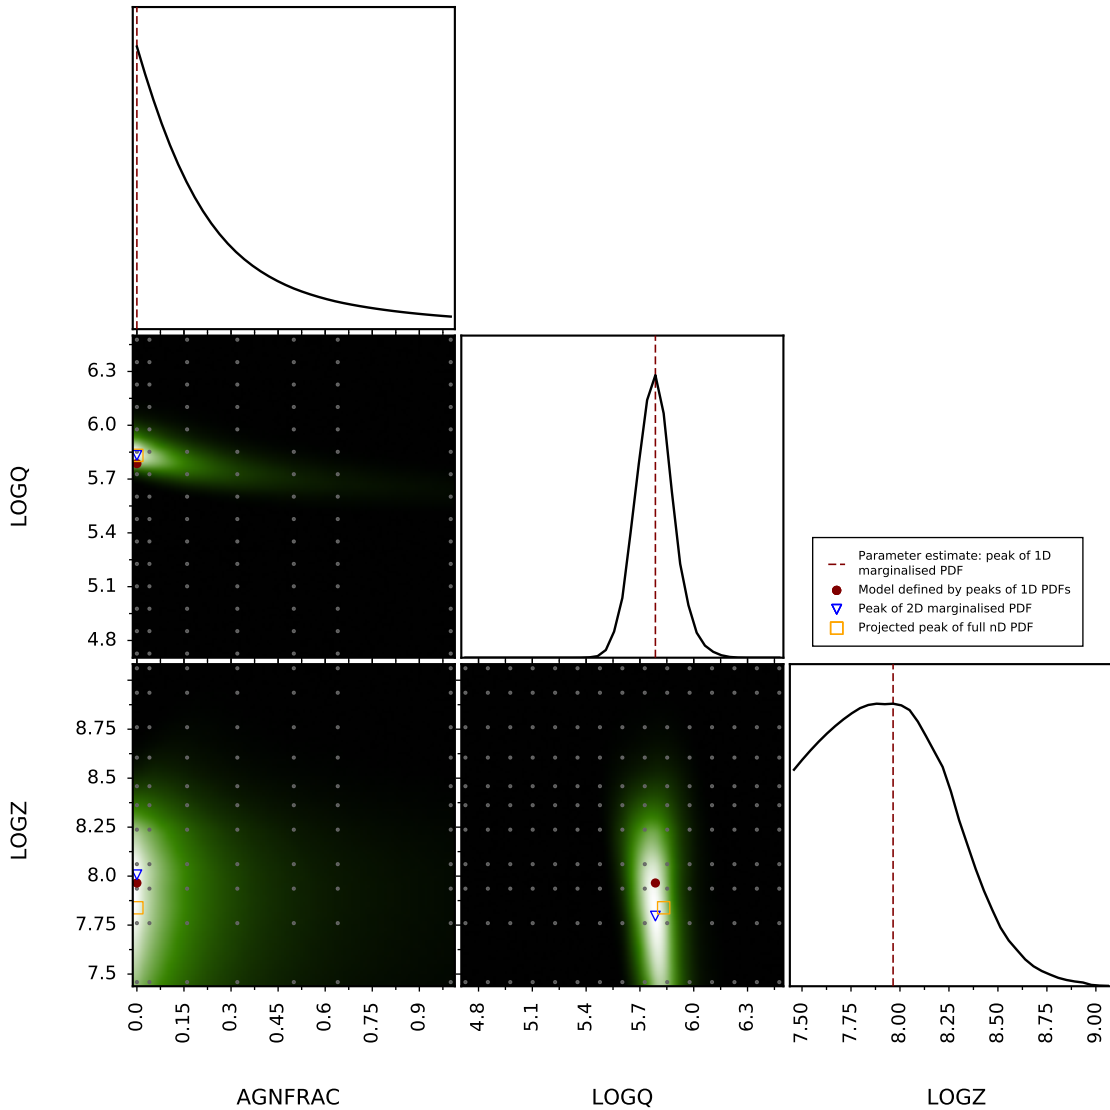 6.3
6.0
5.7
5.4
5.1
4.8
LOGQ
Parameter estimate: peak of 1D
marginalised PDF
Model defined by peaks of 1D PDFs
Peak of 2D marginalised PDF
Projected peak of full nD PDF
8.75
8.5
8.25
8.0
7.75
7.5
LOGZ
0.0 0.15 0.3 0.45 0.6 0.75 0.9
4.8 5.1 5.4 5.7 6.0 6.3
7.50 7.75 8.00 8.25 8.50 8.75 9.00
AGNFRAC LOGQ LOGZ